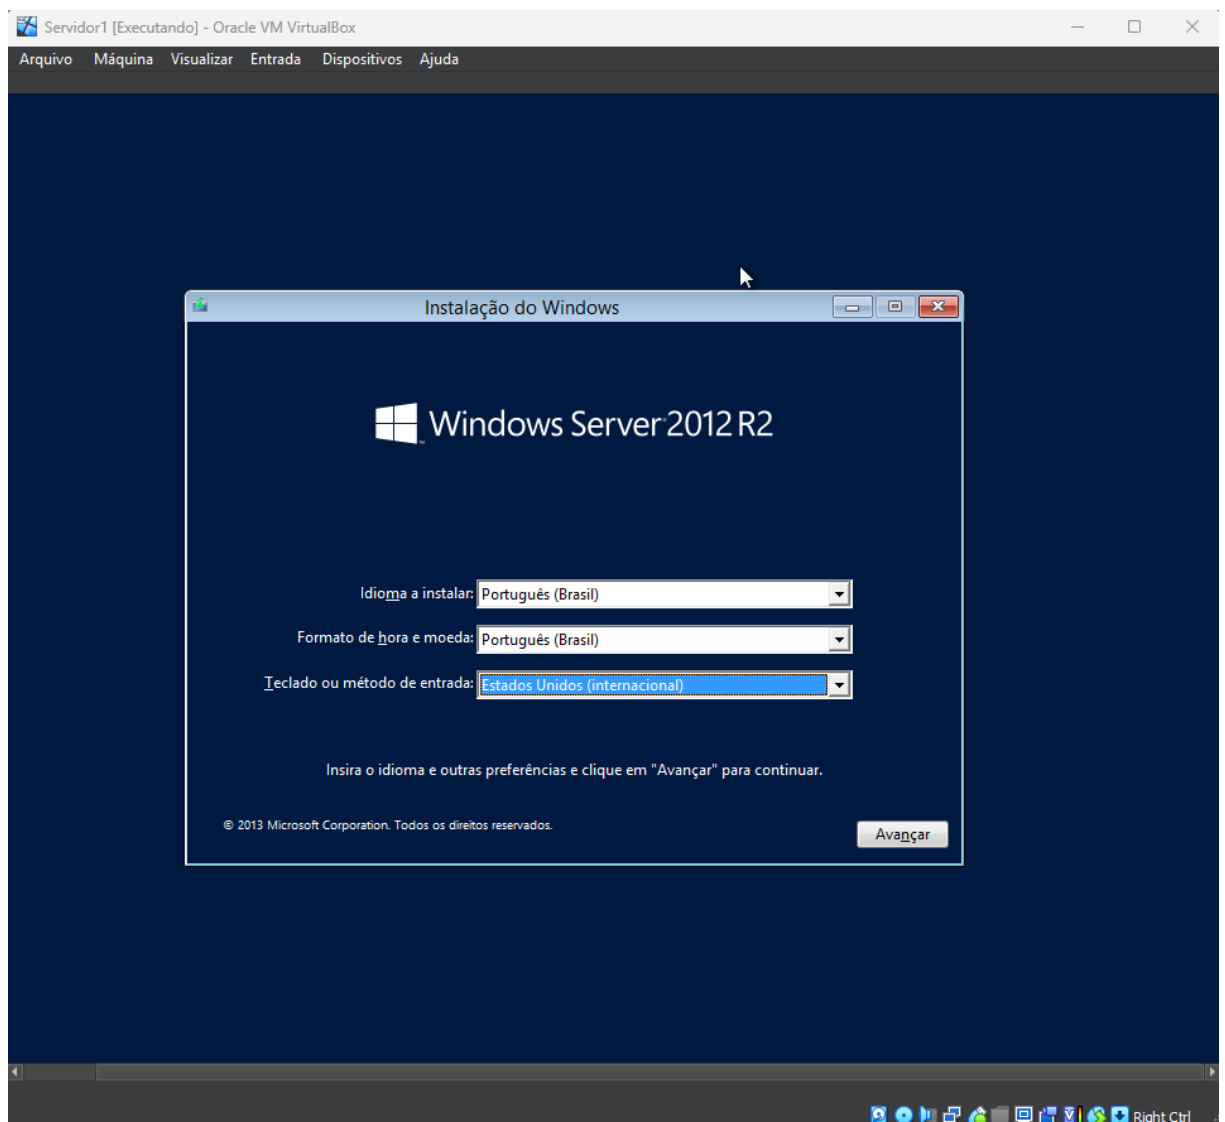 Servidor1 [Executando] - Oracle VM VirtualBox
Arquivo Máquina Visualizar Entrada Dispositivos Ajuda
Instalação do Windows
Windows Server 2012 R2
Idioma a instalar: Português (Brasil)
Formato de hora e moeda: Português (Brasil)
Teclado ou método de entrada: Estados Unidos (internacional)
Insira o idioma e outras preferências e clique em "Avançar" para continuar.
© 2013 Microsoft Corporation. Todos os direitos reservados.
Avançar
Right Ctrl